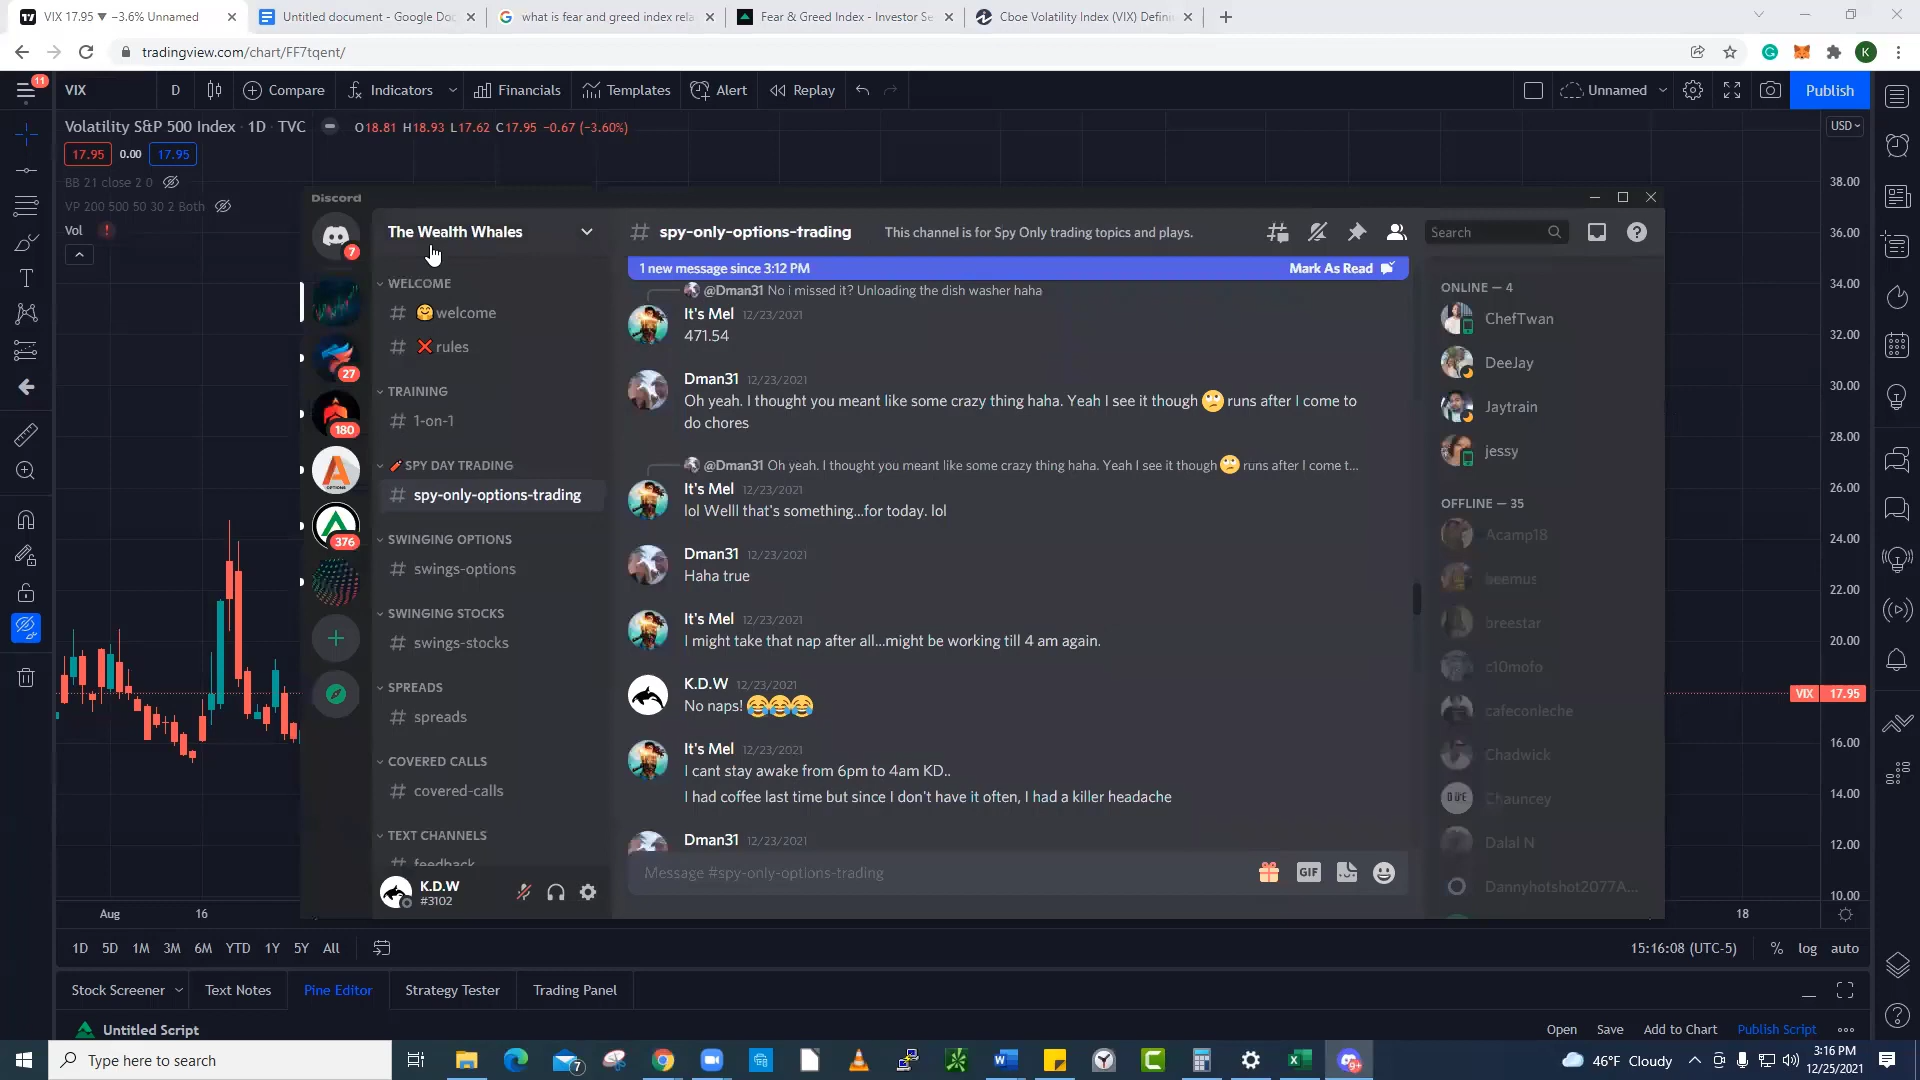 VIX 17.95 ▼ −3.6% Unnamed
Untitled document - Google Doc
what is fear and greed index rela
Fear & Greed Index - Investor Se
Cboe Volatility Index (VIX) Defini
tradingview.com/chart/FF7tqent/
K
11
VIX
D
Compare
Indicators
Financials
Templates
Alert
Replay
Unnamed
Publish
Volatility S&P 500 Index · 1D · TVC
O18.81 H18.93 L17.62 C17.95 −0.67 (−3.60%)
USD
17.95 0.00 17.95
BB 21 close 2 0
VP 200 500 50 30 2 Both
Vol !
38.00
36.00
34.00
32.00
30.00
28.00
26.00
24.00
22.00
20.00
VIX 17.95
16.00
14.00
12.00
10.00
Discord
7
27
180
OPTIONS
376
The Wealth Whales
WELCOME
# 🤗welcome
# ❌rules
TRAINING
# 1-on-1
🧨SPY DAY TRADING
# spy-only-options-trading
SWINGING OPTIONS
# swings-options
SWINGING STOCKS
# swings-stocks
SPREADS
# spreads
COVERED CALLS
# covered-calls
TEXT CHANNELS
# feedback
K.D.W
#3102
# spy-only-options-trading This channel is for Spy Only trading topics and plays.
Search
1 new message since 3:12 PM Mark As Read
@Dman31 No i missed it? Unloading the dish washer haha
It's Mel 12/23/2021
471.54
Dman31 12/23/2021
Oh yeah. I thought you meant like some crazy thing haha. Yeah I see it though 🙄 runs after I come to
do chores
@Dman31 Oh yeah. I thought you meant like some crazy thing haha. Yeah I see it though 🙄 runs after I come t...
It's Mel 12/23/2021
lol Welll that's something...for today. lol
Dman31 12/23/2021
Haha true
It's Mel 12/23/2021
I might take that nap after all...might be working till 4 am again.
K.D.W 12/23/2021
No naps! 😂😂😂
It's Mel 12/23/2021
I cant stay awake from 6pm to 4am KD..
I had coffee last time but since I don't have it often, I had a killer headache
Dman31 12/23/2021
Message #spy-only-options-trading
GIF
ONLINE — 4
ChefTwan
DeeJay
Jaytrain
jessy
OFFLINE — 35
Acamp18
beemus
breestar
c10mofo
cafeconleche
Chadwick
Chauncey
Dalal N
Dannyhotshot2077A...
Aug
16
18
1D 5D 1M 3M 6M YTD 1Y 5Y All
15:16:08 (UTC-5) % log auto
Stock Screener
Text Notes
Pine Editor
Strategy Tester
Trading Panel
Untitled Script
Open Save Add to Chart Publish Script
Type here to search
7
9+
46°F Cloudy
3:16 PM
12/25/2021